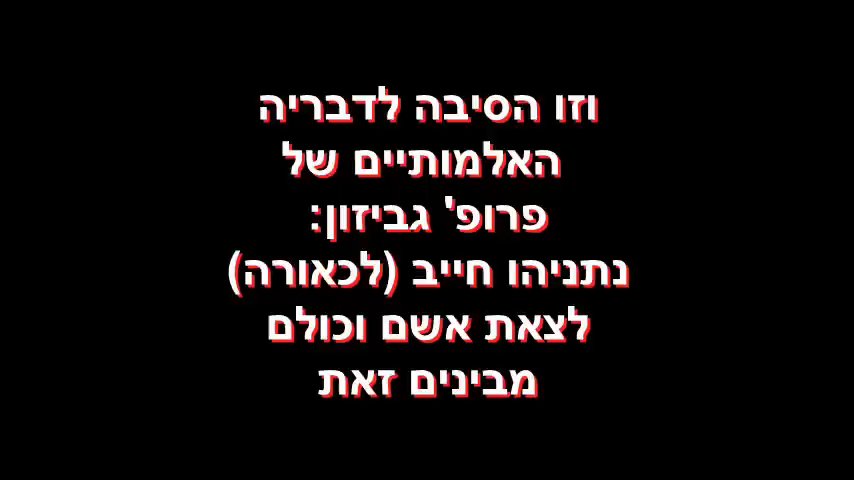 וזו הסיבה לדבריה
האלמותיים של
פרופ' גביזון:
נתניהו חייב (לכאורה)
לצאת אשם וכולם
מבינים זאת